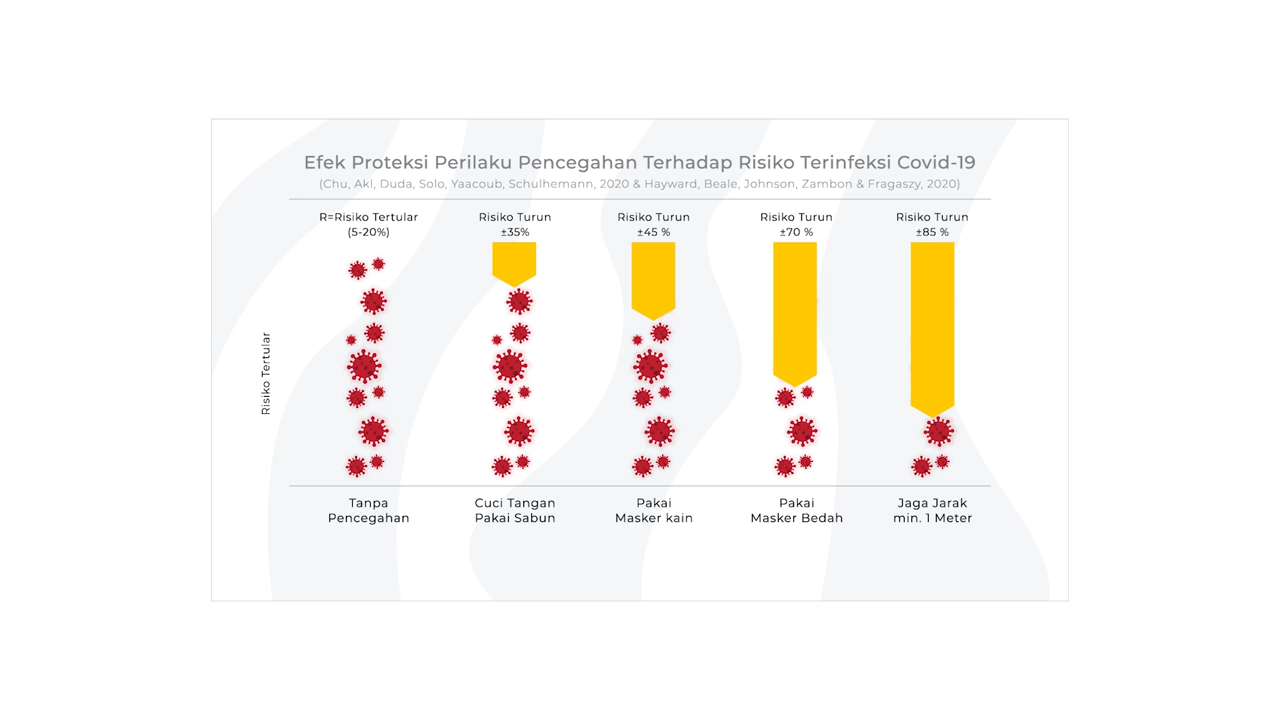 Efek Proteksi Perilaku Pencegahan Terhadap Risiko Terinfeksi Covid-19
(Chu, Akl, Duda, Solo, Yaacoub, Schulhemann, 2020 & Hayward, Beale, Johnson, Zambon & Fragaszy, 2020)
R=Risiko Tertular
(5-20%)
Risiko Turun
±35%
Risiko Turun
±45 %
Risiko Turun
±70 %
Risiko Turun
±85 %
Risiko Tertular
Tanpa
Pencegahan
Cuci Tangan
Pakai Sabun
Pakai
Masker kain
Pakai
Masker Bedah
Jaga Jarak
min. 1 Meter